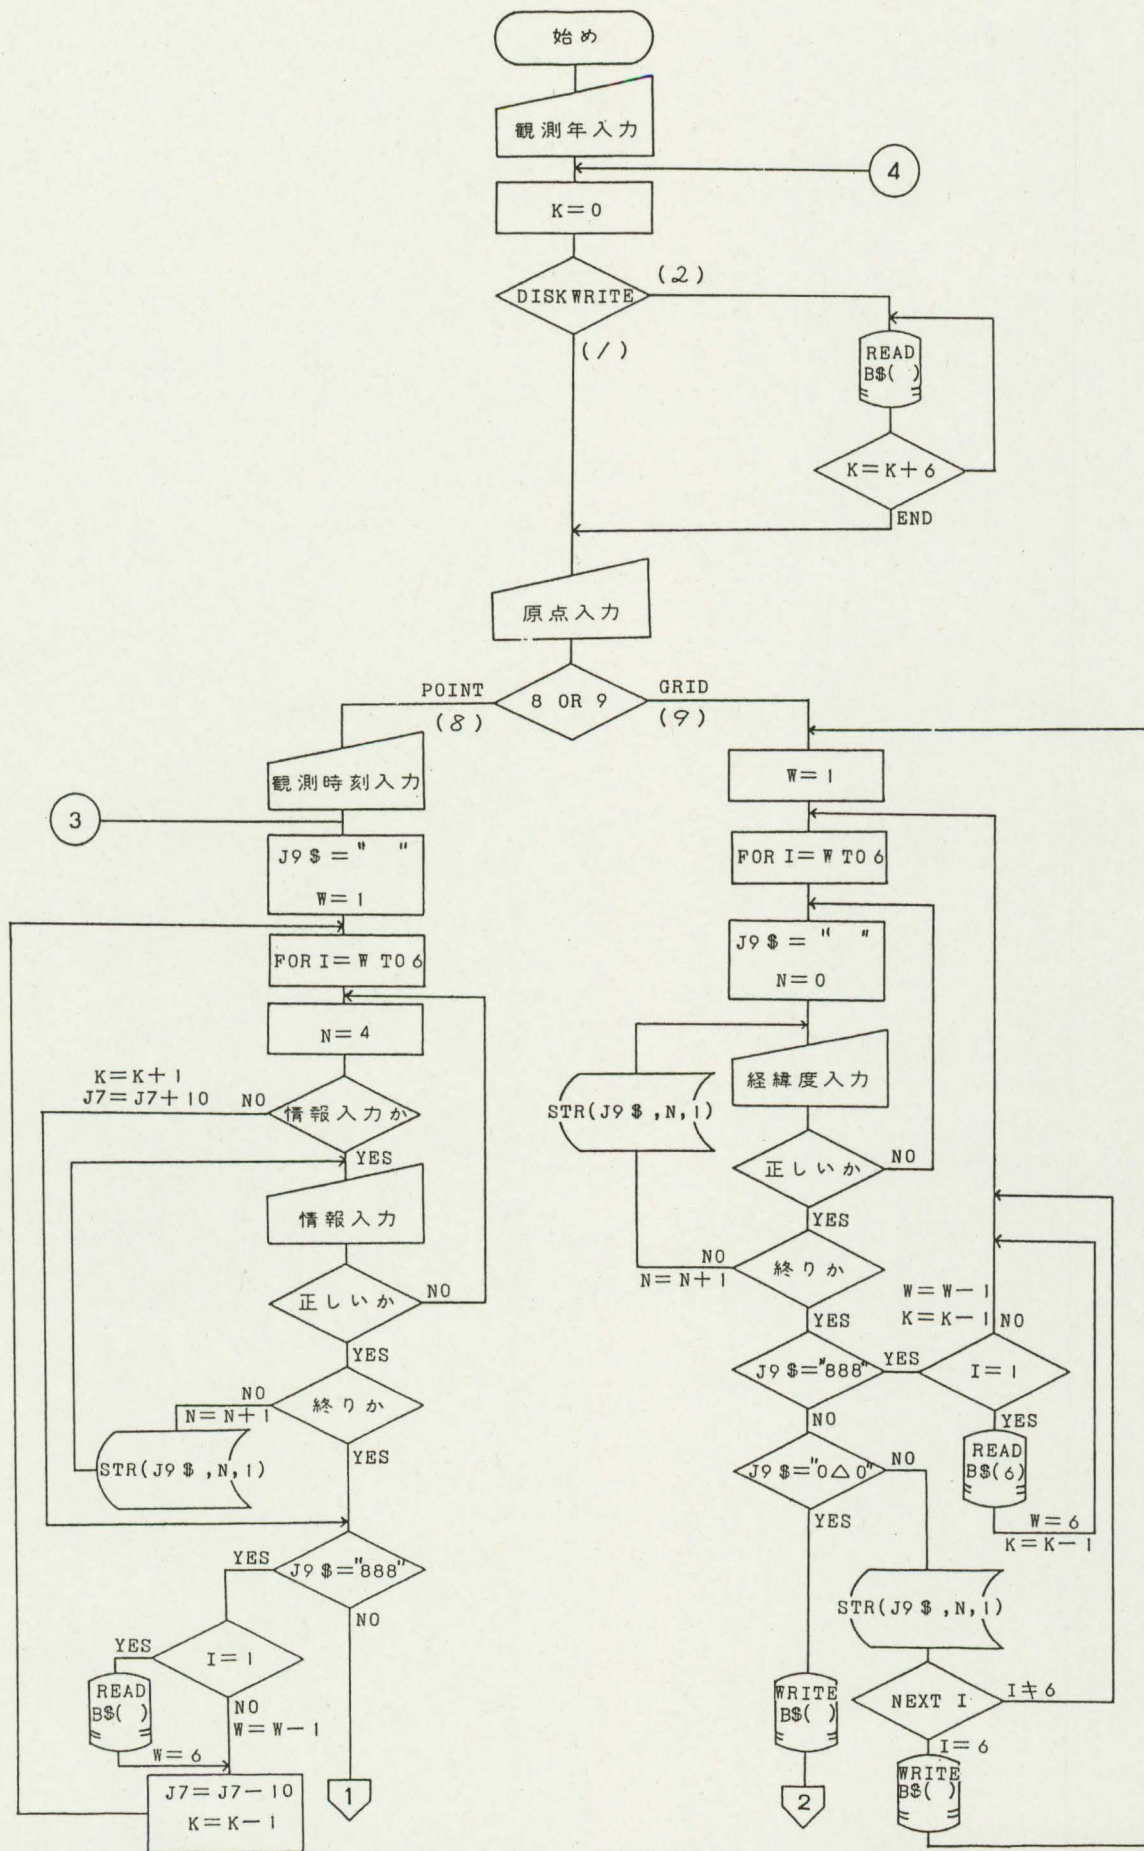 始め
観測年入力
4
K=0
DISKWRITE
(2)
(/)
READ
B$( )
K=K+6
END
原点入力
POINT
(8)
8 OR 9
GRID
(9)
観測時刻入力
3
J9$=" "
W=1
FOR I=W TO 6
N=4
K=K+1
J7=J7+10
NO
情報入力か
YES
情報入力
正しいか
NO
YES
NO
N=N+1
終りか
YES
STR(J9$,N,1)
YES
J9$="888"
NO
YES
I=1
READ
B$( )
NO
W=W-1
W=6
J7=J7-10
K=K-1
1
W=1
FOR I=W TO 6
J9$=" "
N=0
経緯度入力
STR(J9$,N,1)
正しいか
NO
YES
NO
N=N+1
終りか
YES
W=W-1
K=K-1
NO
J9$="888"
YES
I=1
NO
YES
READ
B$(6)
W=6
K=K-1
J9$="0△0"
NO
YES
STR(J9$,N,1)
WRITE
B$( )
NEXT I
I≠6
I=6
WRITE
B$( )
2